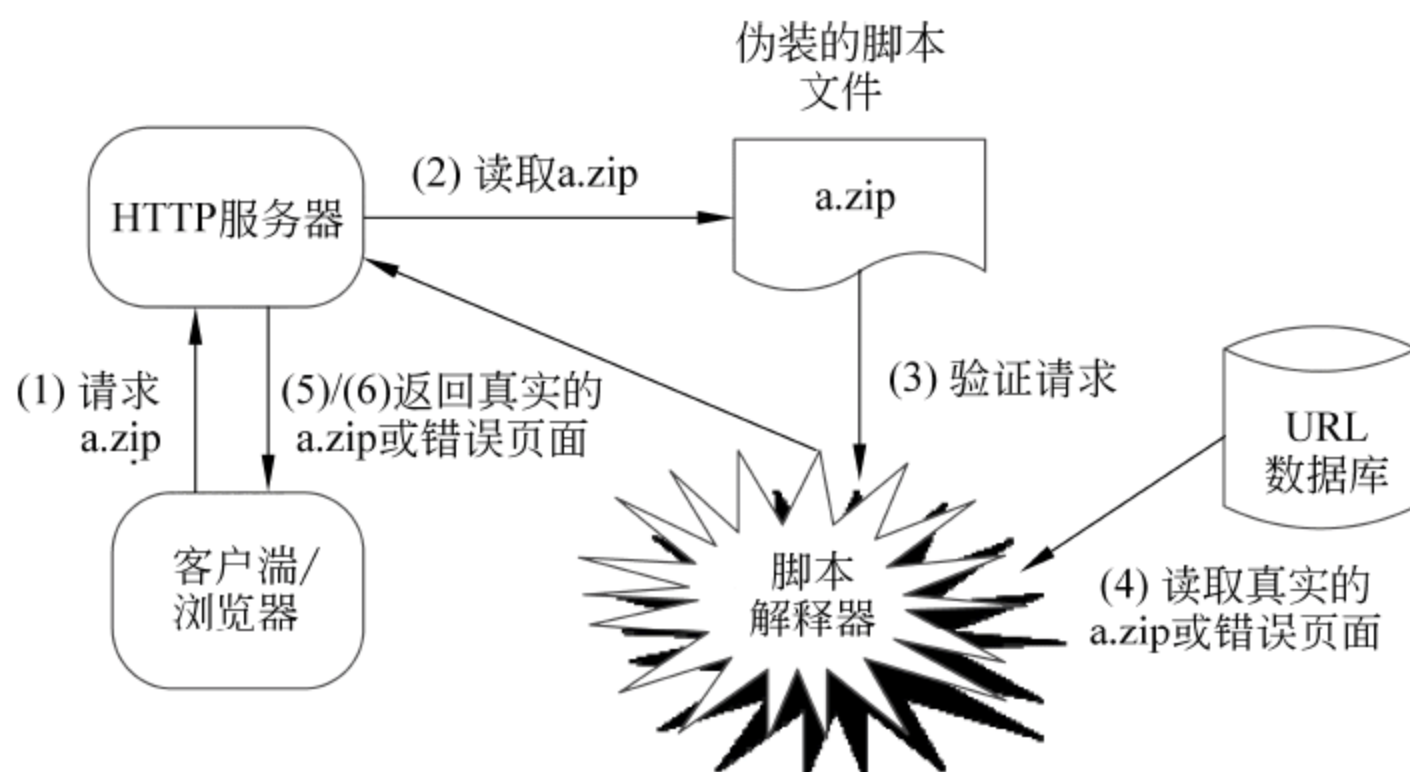 伪装的脚本
文件
(2) 读取a.zip
a.zip
HTTP服务器
(1) 请求
a.zip
(5)/(6)返回真实的
a.zip或错误页面
(3) 验证请求
URL
数据库
客户湍/
浏览器
脚本
解释器
(4) 读取真实的
a.zip或错误页面